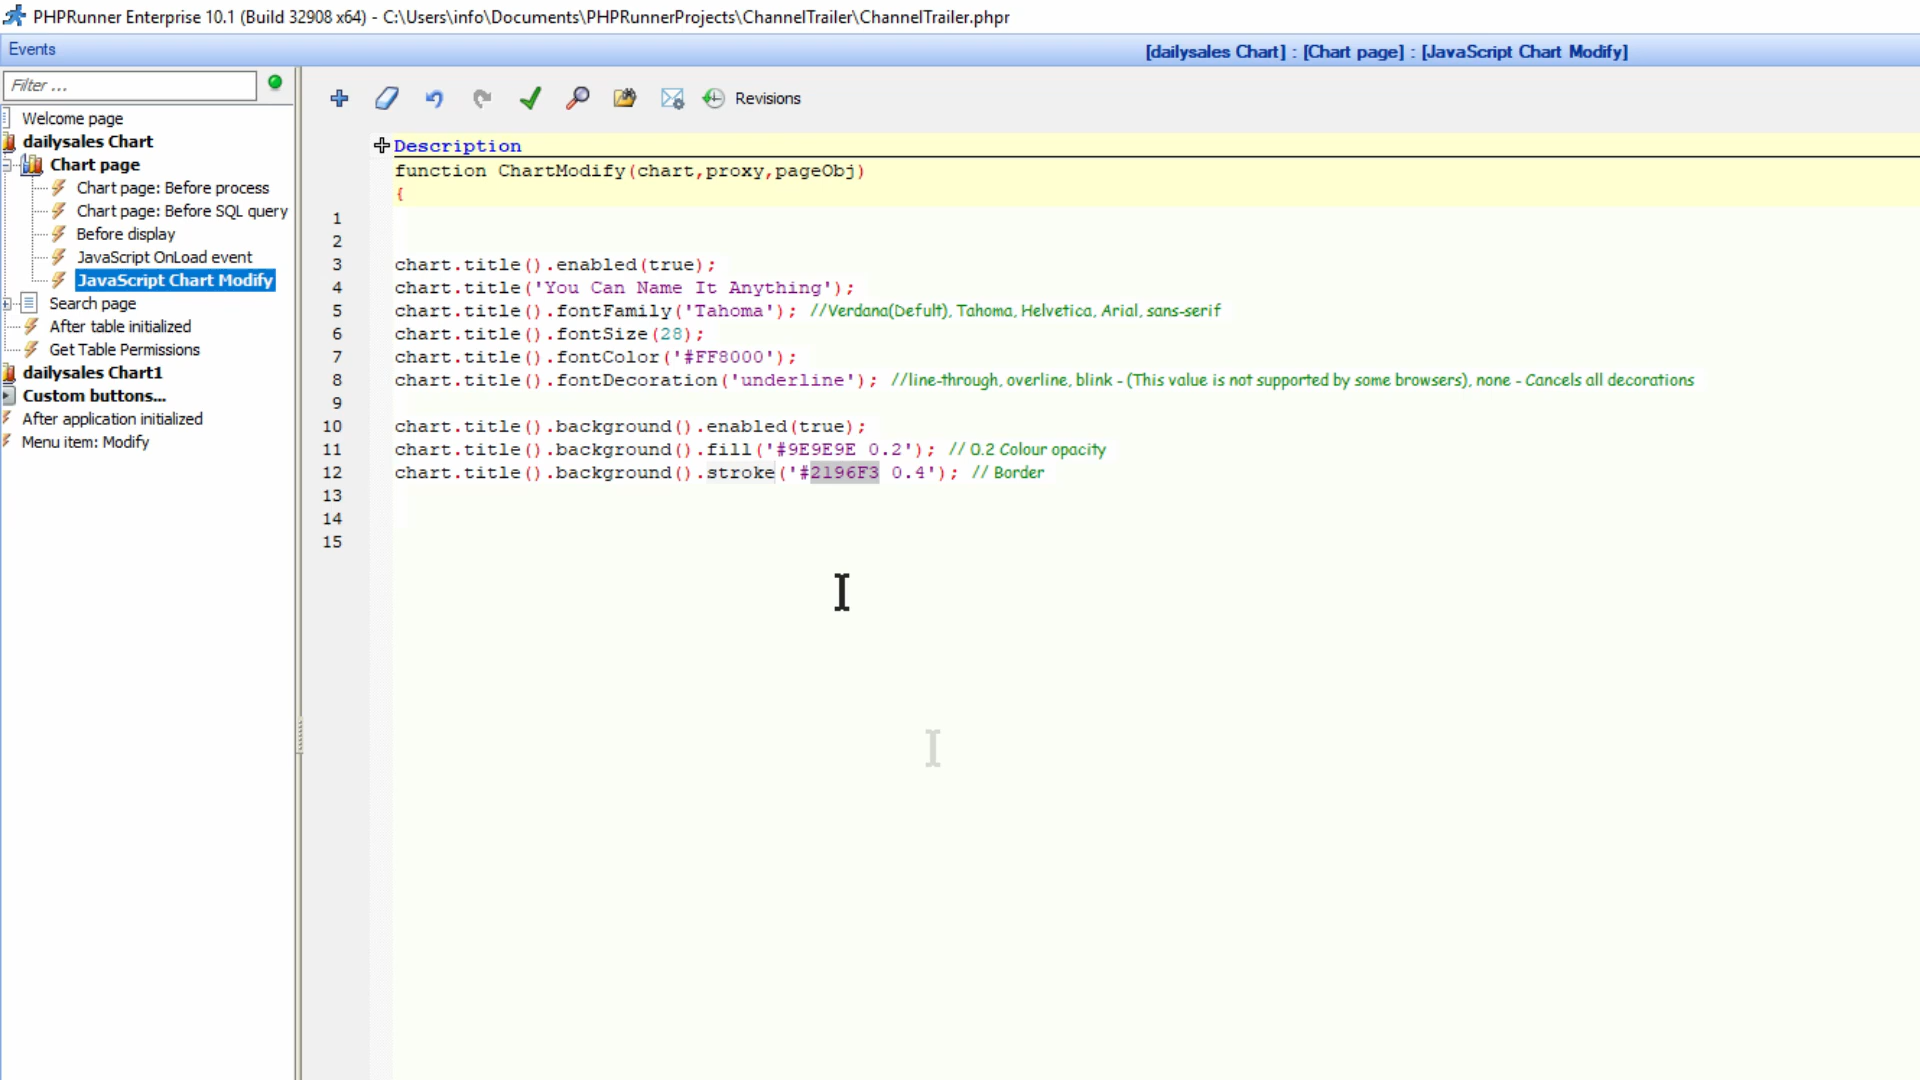 PHPRunner Enterprise 10.1 (Build 32908 x64) - C:\Users\info\Documents\PHPRunnerProjects\ChannelTrailer\ChannelTrailer.phpr
Events
[dailysales Chart] : [Chart page] : [JavaScript Chart Modify]
Filter ...
Revisions
Welcome page
dailysales Chart
Chart page
Chart page: Before process
Chart page: Before SQL query
Before display
JavaScript OnLoad event
JavaScript Chart Modify
Search page
After table initialized
Get Table Permissions
dailysales Chart1
Custom buttons...
After application initialized
Menu item: Modify
Description
function ChartModify(chart,proxy,pageObj)
{
1
2
3 chart.title().enabled(true);
4 chart.title('You Can Name It Anything');
5 chart.title().fontFamily('Tahoma'); //Verdana(Defult), Tahoma, Helvetica, Arial, sans-serif
6 chart.title().fontSize(28);
7 chart.title().fontColor('#FF8000');
8 chart.title().fontDecoration('underline'); //line-through, overline, blink - (This value is not supported by some browsers), none - Cancels all decorations
9
10 chart.title().background().enabled(true);
11 chart.title().background().fill('#9E9E9E 0.2'); // 0.2 Colour opacity
12 chart.title().background().stroke('#2196F3 0.4'); // Border
13
14
15